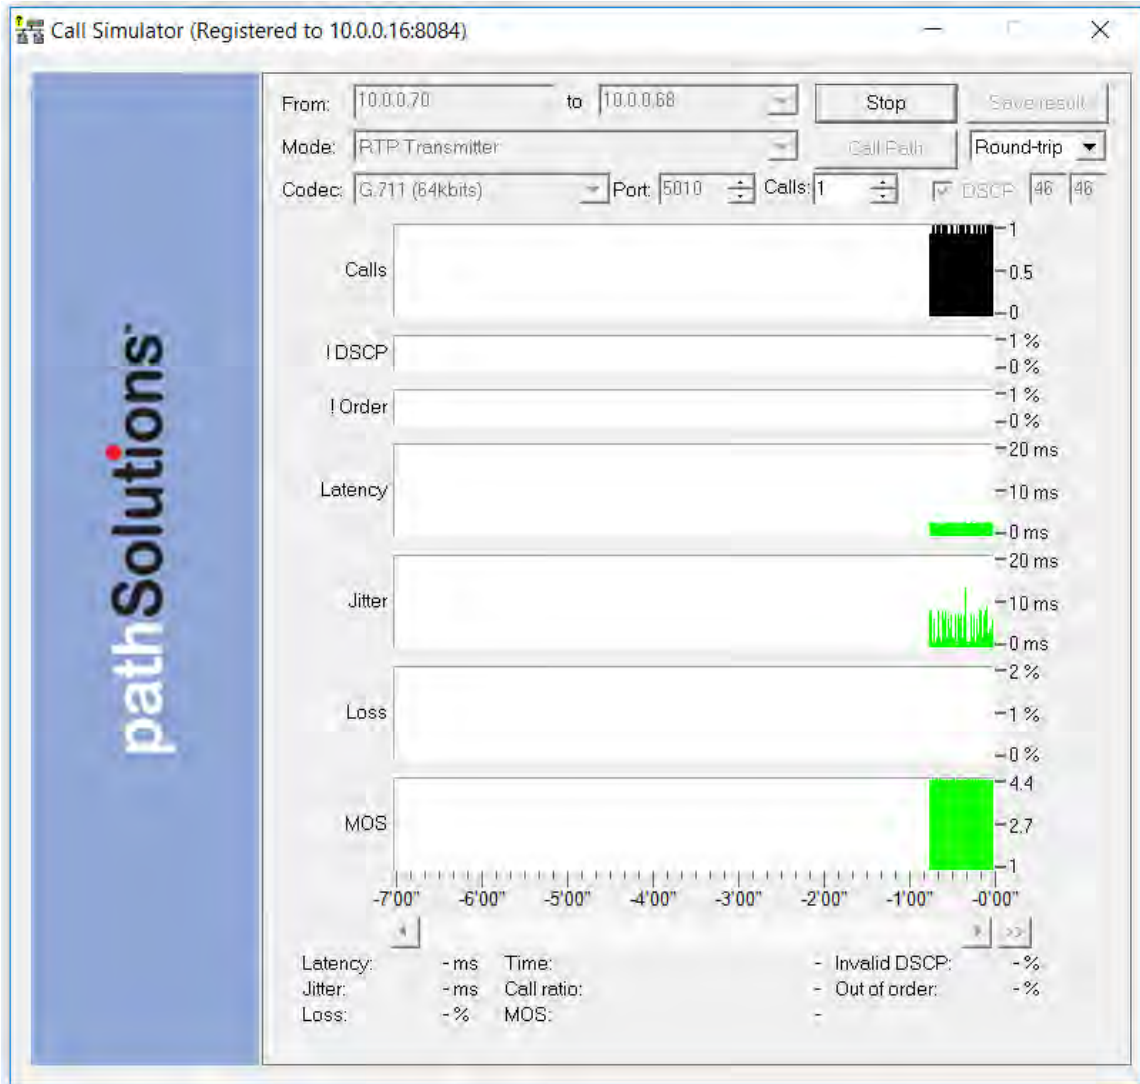 Call Simulator (Registered to 10.0.0.16:8084)
pathSolutions
From: 10.0.0.70 to 10.0.0.68 Stop Save result
Mode: RTP Transmitter Call Path Round-trip
Codec: G.711 (64kbits) Port: 5010 Calls: 1 DSCP 46 46
Calls
1
0.5
0
! DSCP
1 %
0 %
! Order
1 %
0 %
Latency
20 ms
10 ms
0 ms
Jitter
20 ms
10 ms
0 ms
Loss
2 %
1 %
0 %
MOS
4.4
2.7
1
-7'00" -6'00" -5'00" -4'00" -3'00" -2'00" -1'00" -0'00"
>>
Latency: - ms Time: - Invalid DSCP: - %
Jitter: - ms Call ratio: - Out of order: - %
Loss: - % MOS: -